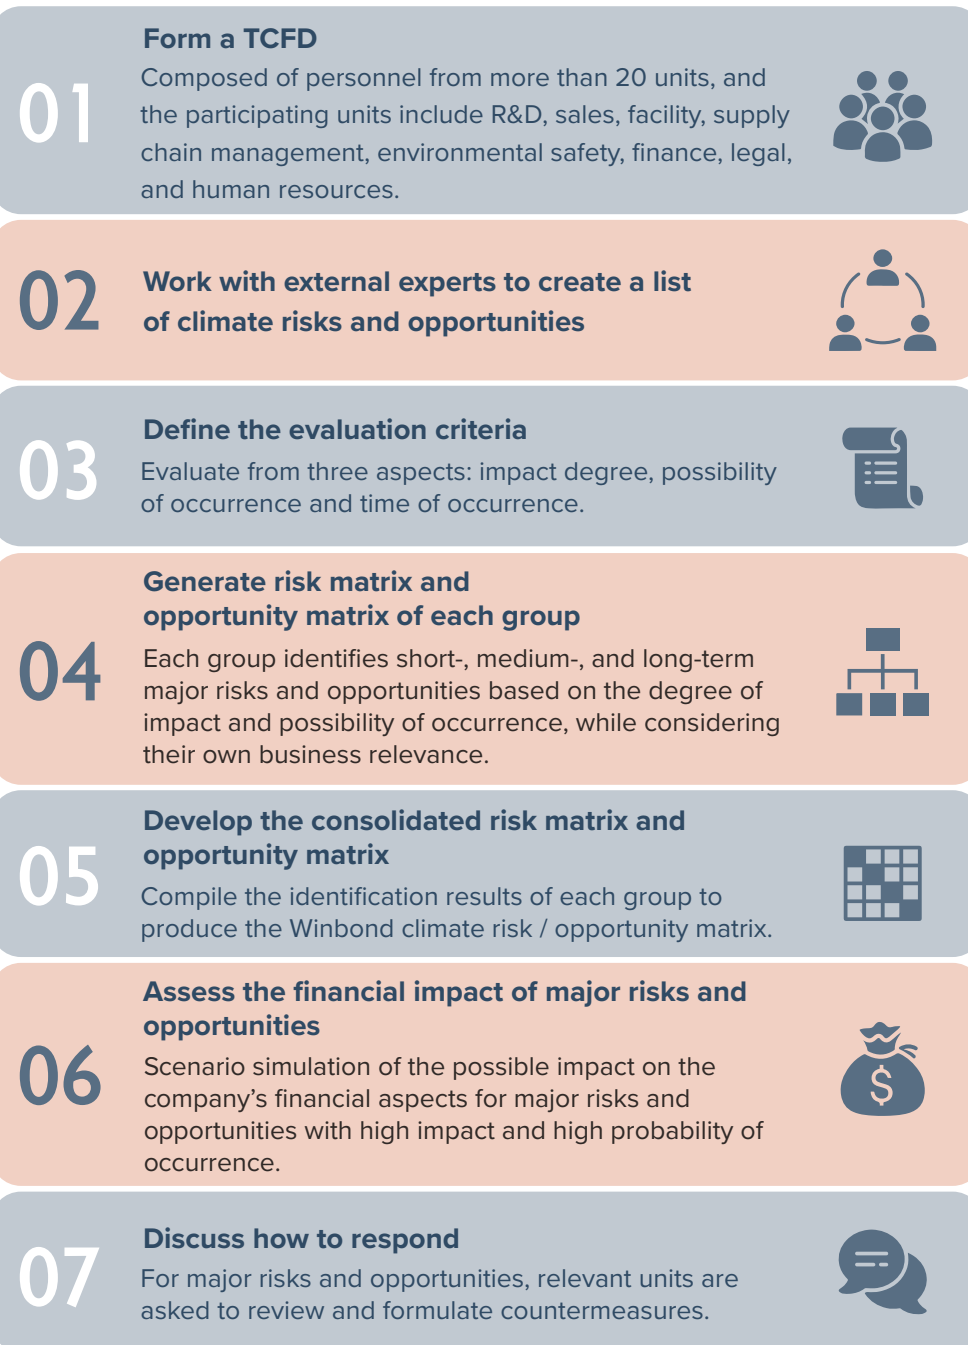 01
Form a TCFD
Composed of personnel from more than 20 units, and
the participating units include R&D, sales, facility, supply
chain management, environmental safety, finance, legal,
and human resources.
02
Work with external experts to create a list
of climate risks and opportunities
03
Define the evaluation criteria
Evaluate from three aspects: impact degree, possibility
of occurrence and time of occurrence.
04
Generate risk matrix and
opportunity matrix of each group
Each group identifies short-, medium-, and long-term
major risks and opportunities based on the degree of
impact and possibility of occurrence, while considering
their own business relevance.
05
Develop the consolidated risk matrix and
opportunity matrix
Compile the identification results of each group to
produce the Winbond climate risk / opportunity matrix.
06
Assess the financial impact of major risks and
opportunities
Scenario simulation of the possible impact on the
company's financial aspects for major risks and
opportunities with high impact and high probability of
occurrence.
$
07
Discuss how to respond
For major risks and opportunities, relevant units are
asked to review and formulate countermeasures.